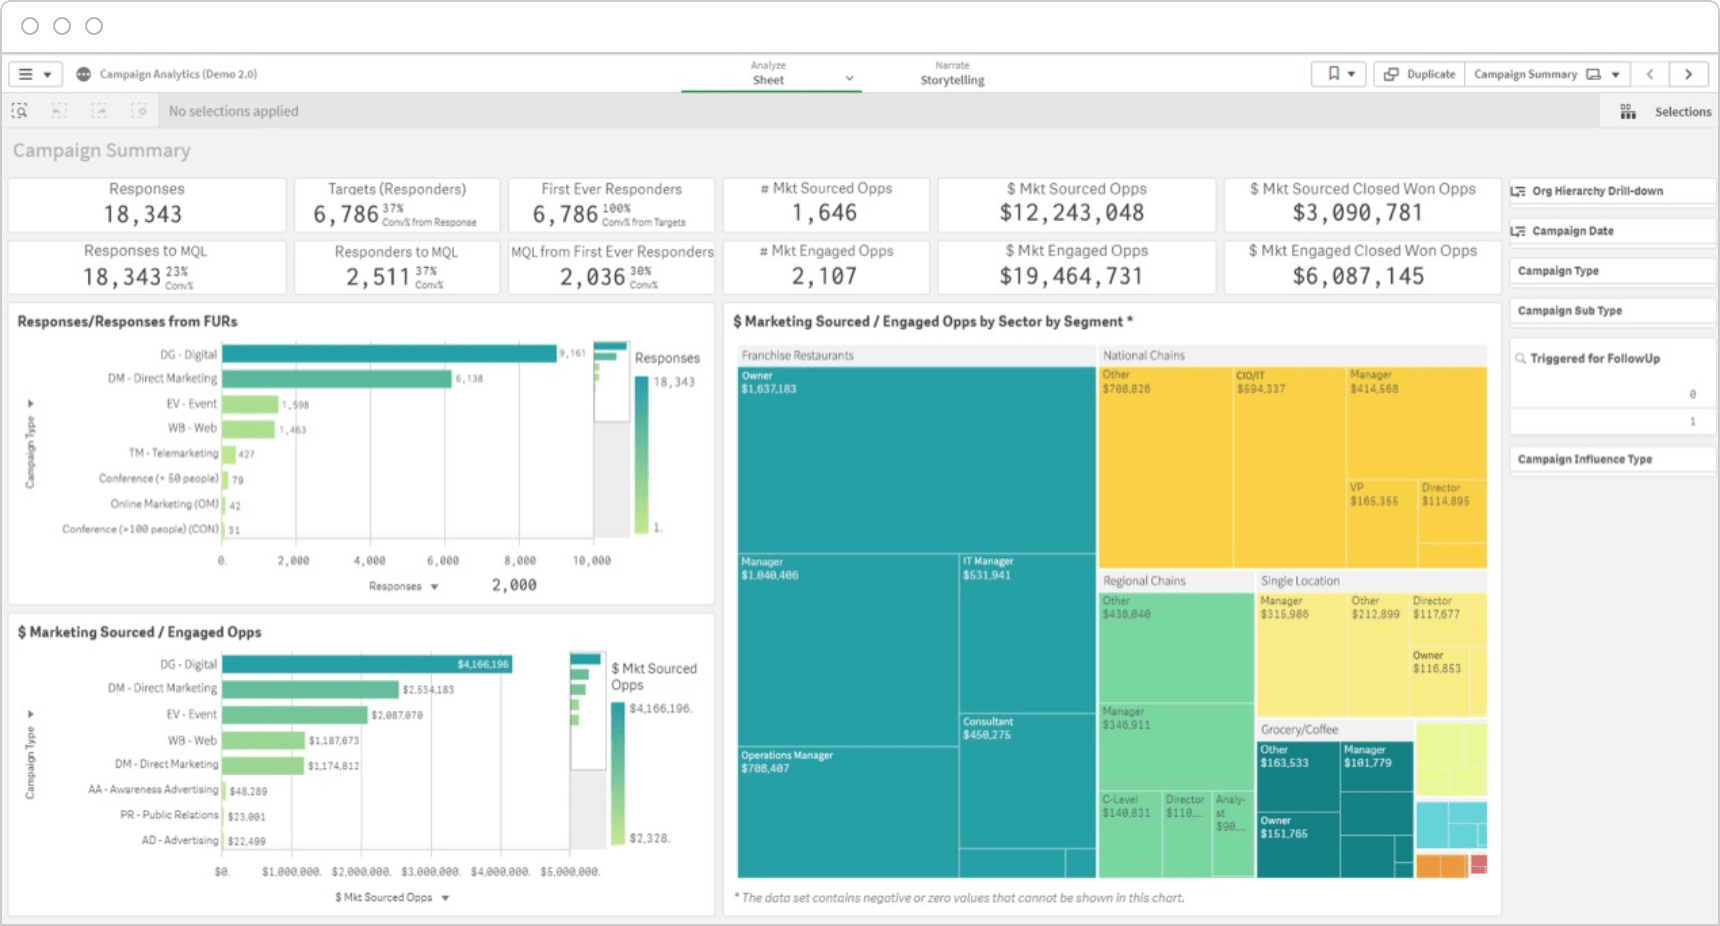 Campaign Analytics (Demo 2.0)
Analyze
Sheet
Narrate
Storytelling
Duplicate
Campaign Summary
No selections applied
Selections
Campaign Summary
Responses
18,343
Targets (Responders)
6,786 37% Conv% from Response
First Ever Responders
6,786 100% Conv% from Targets
# Mkt Sourced Opps
1,646
$ Mkt Sourced Opps
$12,243,048
$ Mkt Sourced Closed Won Opps
$3,090,781
Responses to MQL
18,343 23% Conv%
Responders to MQL
2,511 37% Conv%
MQL from First Ever Responders
2,036 30% Conv%
# Mkt Engaged Opps
2,107
$ Mkt Engaged Opps
$19,464,731
$ Mkt Engaged Closed Won Opps
$6,087,145
Org Hierarchy Drill-down
Campaign Date
Campaign Type
Campaign Sub Type
Triggered for FollowUp
0
1
Campaign Influence Type
Responses/Responses from FURs
Campaign Type
DG - Digital 9,161
DM - Direct Marketing 6,138
EV - Event 1,598
WB - Web 1,463
TM - Telemarketing 427
Conference (+ 50 people) 79
Online Marketing (OM) 42
Conference (>100 people) (CON) 31
0. 2,000 4,000 6,000 8,000 10,000
Responses
2,000
Responses
18,343
1.
$ Marketing Sourced / Engaged Opps
Campaign Type
DG - Digital $4,166,196
DM - Direct Marketing $2,534,183
EV - Event $2,087,070
WB - Web $1,187,673
DM - Direct Marketing $1,174,812
AA - Awareness Advertising $48,289
PR - Public Relations $23,001
AD - Advertising $22,499
$0. $1,000,000. $2,000,000. $3,000,000. $4,000,000. $5,000,000.
$ Mkt Sourced Opps
$ Mkt Sourced
Opps
$4,166,196.
$2,328.
$ Marketing Sourced / Engaged Opps by Sector by Segment *
Franchise Restaurants
Owner
$1,637,183
Manager
$1,040,406
IT Manager
$531,941
Consultant
$450,275
Operations Manager
$708,407
National Chains
Other
$708,826
CIO/IT
$594,337
Manager
$414,568
VP
$165,355
Director
$114,895
Regional Chains
Other
$438,040
Manager
$346,911
C-Level
$140,831
Director
$110,...
Analy-
st
$90,...
Single Location
Manager
$315,986
Other
$212,899
Director
$117,677
Owner
$116,853
Grocery/Coffee
Other
$163,533
Manager
$101,779
Owner
$151,765
* The data set contains negative or zero values that cannot be shown in this chart.